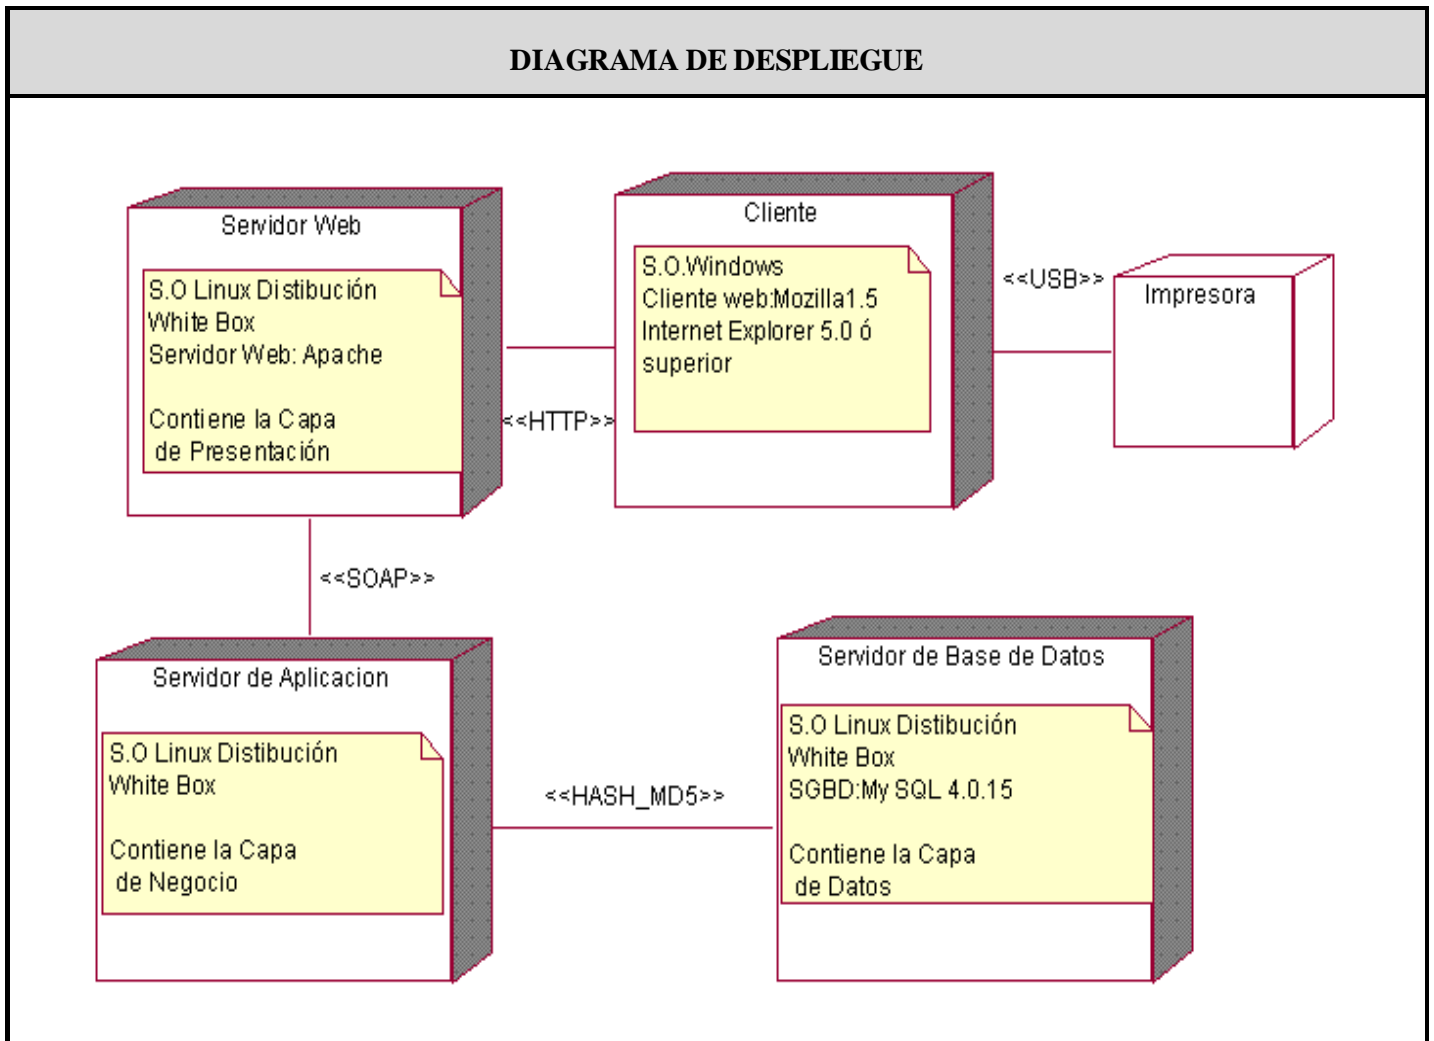 DIAGRAMA DE DESPLIEGUE
Servidor Web
S.O Linux Distibución
White Box
Servidor Web: Apache
Contiene la Capa
de Presentación
<<HTTP>>
Cliente
S.O.Windows
Cliente web:Mozilla1.5
Internet Explorer 5.0 ó
superior
<<USB>>
Impresora
<<SOAP>>
Servidor de Aplicacion
S.O Linux Distibución
White Box
Contiene la Capa
de Negocio
<<HASH_MD5>>
Servidor de Base de Datos
S.O Linux Distibución
White Box
SGBD:My SQL 4.0.15
Contiene la Capa
de Datos